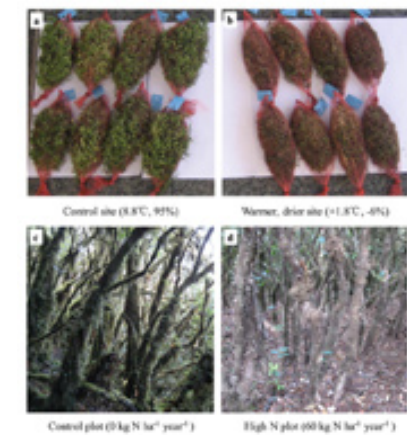 a
b
Control site (8.8℃, 95%)
Warmer, drier site (+1.8℃, -6%)
c
d
Control plot (0 kg N ha⁻¹ year⁻¹)
High N plot (60 kg N ha⁻¹ year⁻¹)